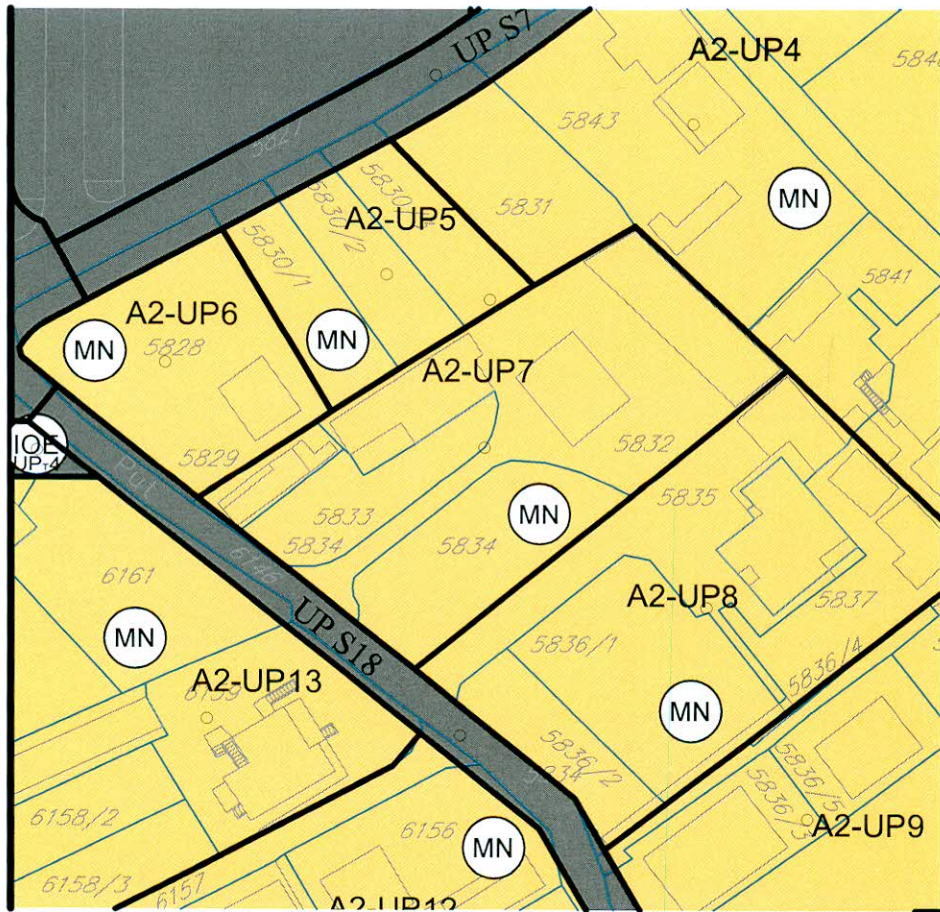 UP S7
A2-UP4
5843
5831
MN
5830/1
5830/2
A2-UP5
5841
A2-UP6
5828
MN
MN
A2-UP7
5829
5832
IOE
UPT4
Put
5833
5834
5834
MN
5835
6146
6161
MN
UP S18
A2-UP8
5837
5836/1
5836/4
A2-UP13
6159
MN
5836/2
5834
5836/5
5836/3
A2-UP9
6158/2
6156
MN
6158/3
6157
A2-UP12